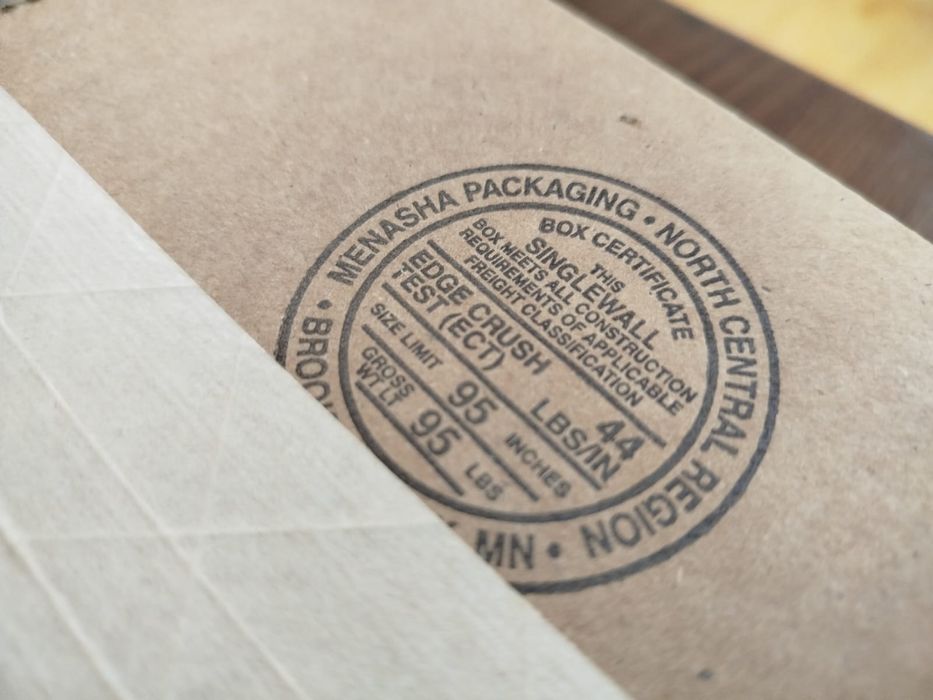 MENASHA PACKAGING • NORTH CENTRAL REGION •
MN
• BROO
BOX CERTIFICATE
THIS
SINGLEWALL
BOX MEETS ALL CONSTRUCTION
REQUIREMENTS OF APPLICABLE
FREIGHT CLASSIFICATION
EDGE CRUSH
TEST (ECT) 44
LBS/IN
SIZE LIMIT 95 INCHES
GROSS
WT LT 95 LBS